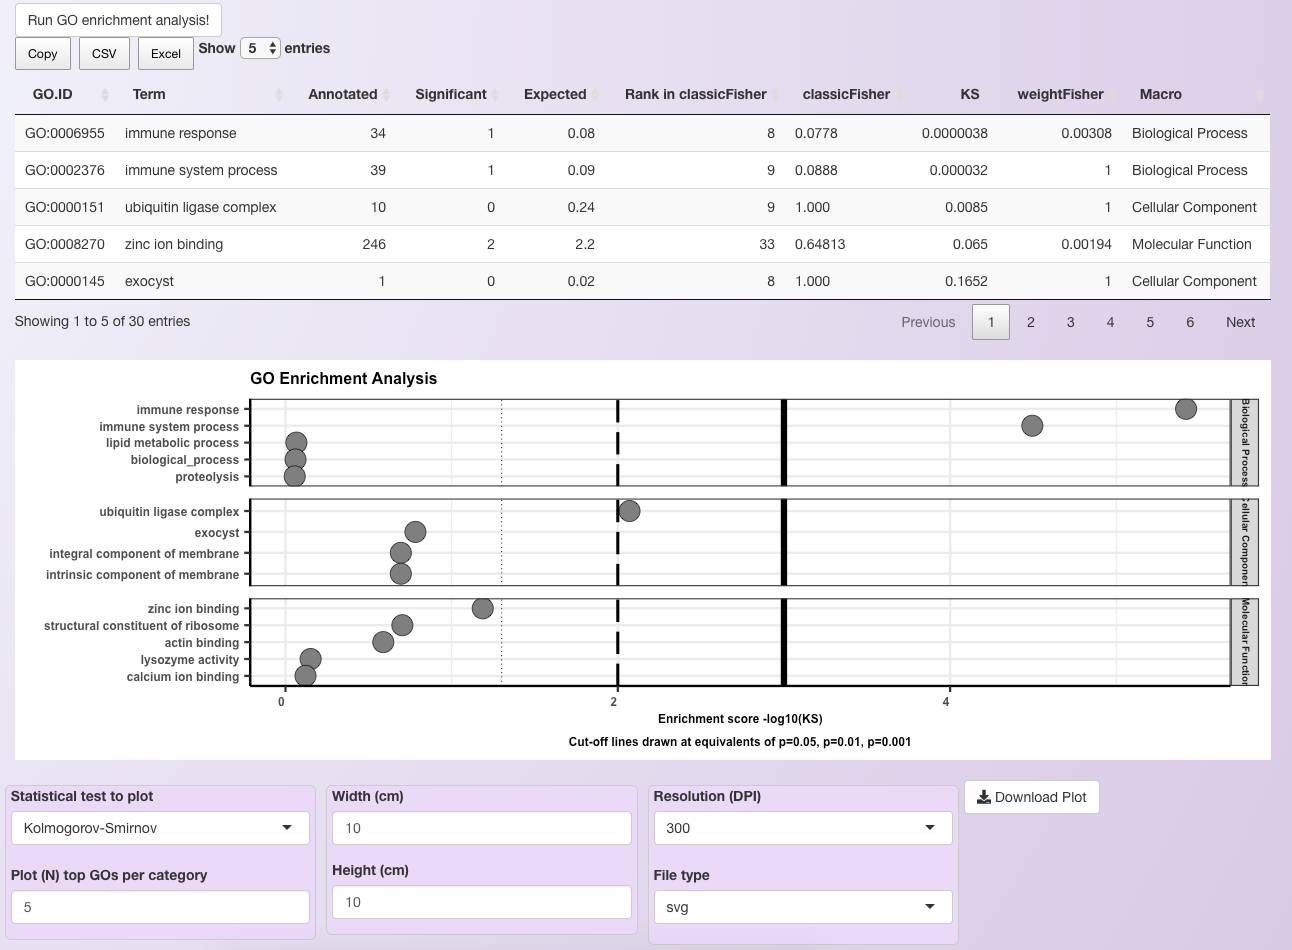 Run GO enrichment analysis!
Copy CSV Excel Show 5 entries
GO.ID Term Annotated Significant Expected Rank in classicFisher classicFisher KS weightFisher Macro
GO:0006955 immune response 34 1 0.08 8 0.0778 0.0000038 0.00308 Biological Process
GO:0002376 immune system process 39 1 0.09 9 0.0888 0.000032 1 Biological Process
GO:0000151 ubiquitin ligase complex 10 0 0.24 9 1.000 0.0085 1 Cellular Component
GO:0008270 zinc ion binding 246 2 2.2 33 0.64813 0.065 0.00194 Molecular Function
GO:0000145 exocyst 1 0 0.02 8 1.000 0.1652 1 Cellular Component
Showing 1 to 5 of 30 entries Previous 1 2 3 4 5 6 Next
GO Enrichment Analysis
immune response
immune system process
lipid metabolic process
biological_process
proteolysis
Biological Process
ubiquitin ligase complex
exocyst
integral component of membrane
intrinsic component of membrane
Cellular Component
zinc ion binding
structural constituent of ribosome
actin binding
lysozyme activity
calcium ion binding
Molecular Function
0 2 4
Enrichment score -log10(KS)
Cut-off lines drawn at equivalents of p=0.05, p=0.01, p=0.001
Statistical test to plot
Kolmogorov-Smirnov
Plot (N) top GOs per category
5
Width (cm)
10
Height (cm)
10
Resolution (DPI)
300
File type
svg
Download Plot